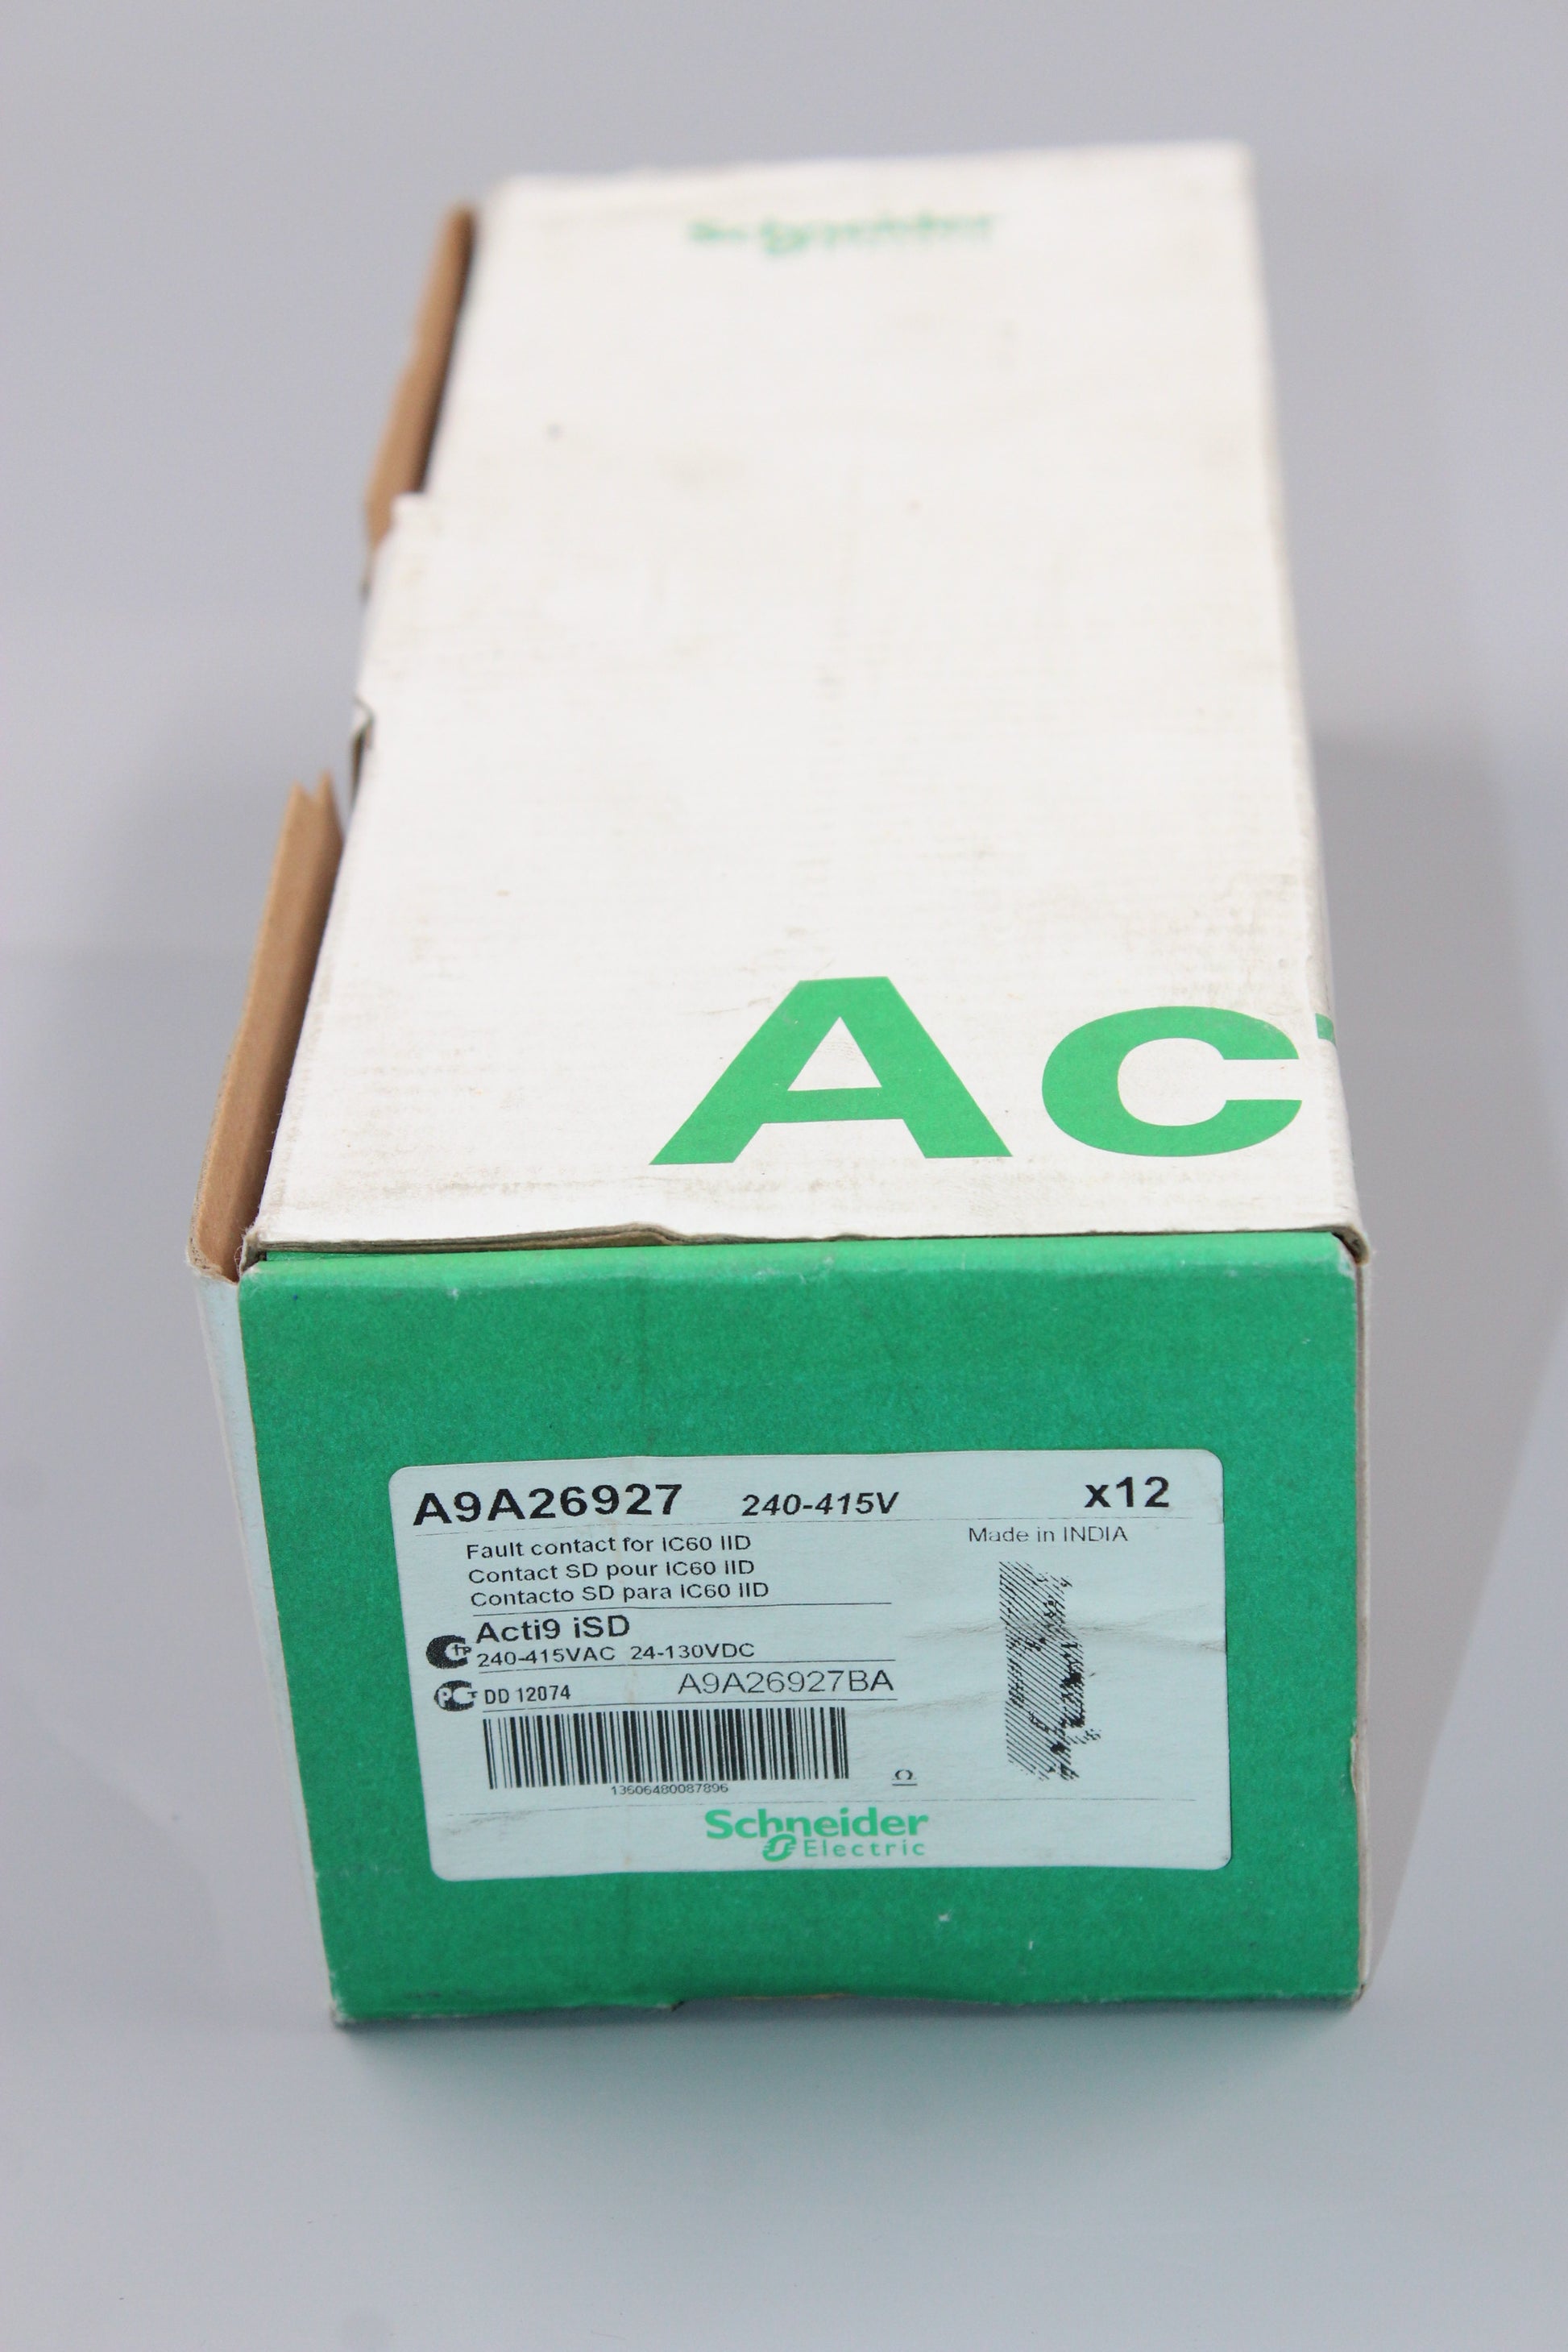 Schneider
Ac
A9A26927 240-415V x12
Made in INDIA
Fault contact for IC60 IID
Contact SD pour IC60 IID
Contacto SD para IC60 IID
Acti9 iSD
240-415VAC 24-130VDC
DD 12074 A9A26927BA
13606480087896
Schneider
Electric